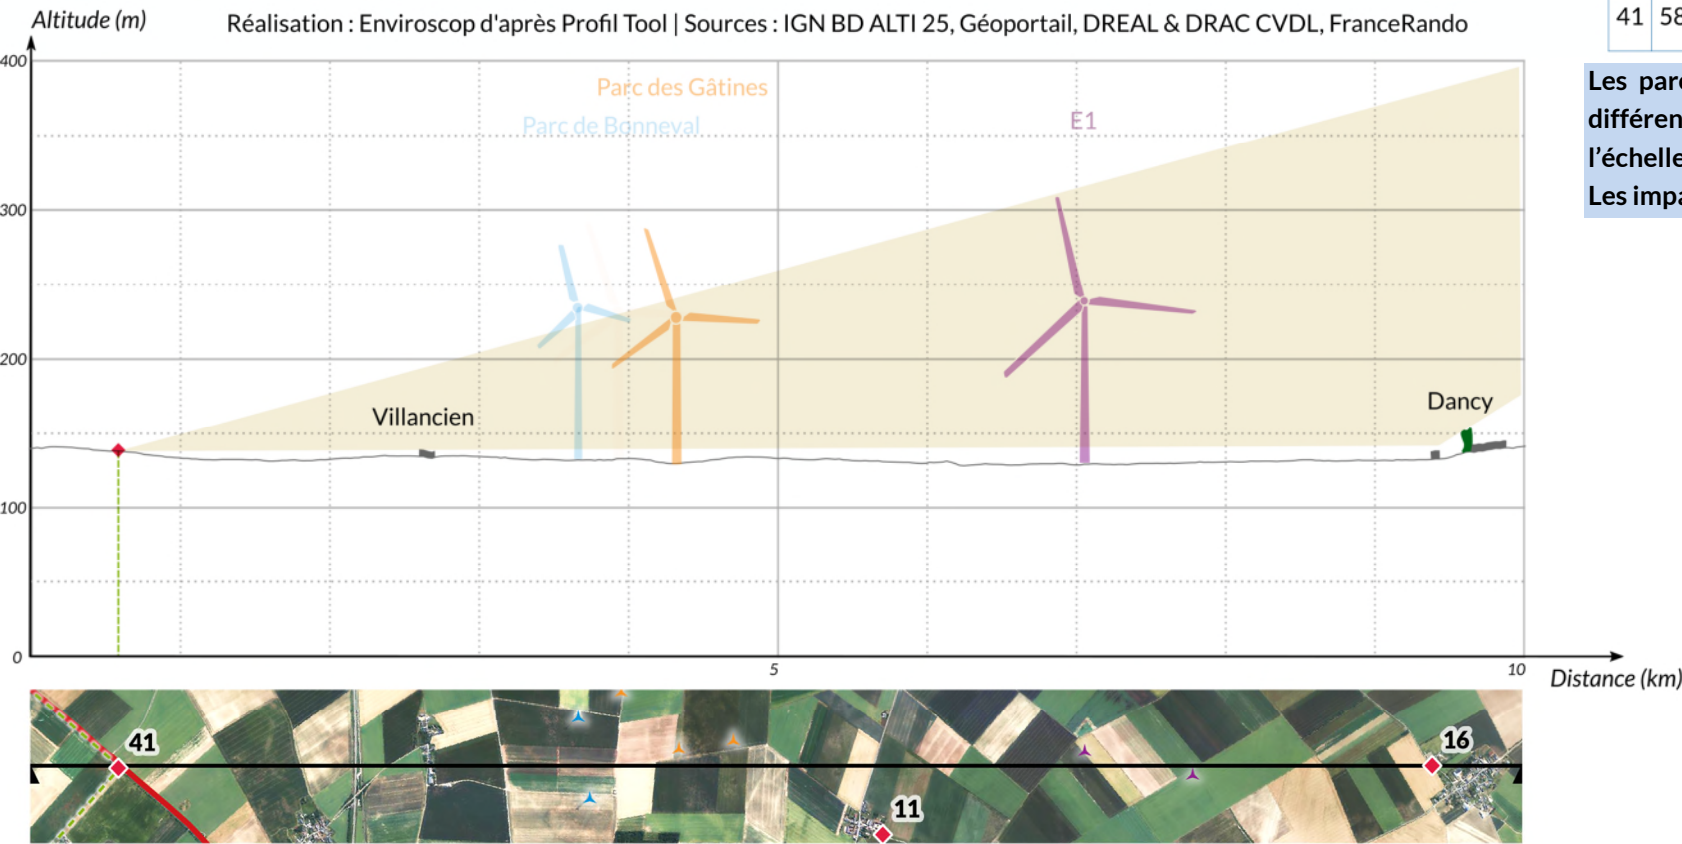 Altitude (m)
Réalisation : Enviroscop d'après Profil Tool | Sources : IGN BD ALTI 25, Géoportail, DREAL & DRAC CVDL, FranceRando
41 58
Les parc
différen
l'échelle
Les impa
400
Parc des Gâtines
Parc de Bonneval
E1
300
200
Villancien
Dancy
100
0
5
10
Distance (km)
41
16
11